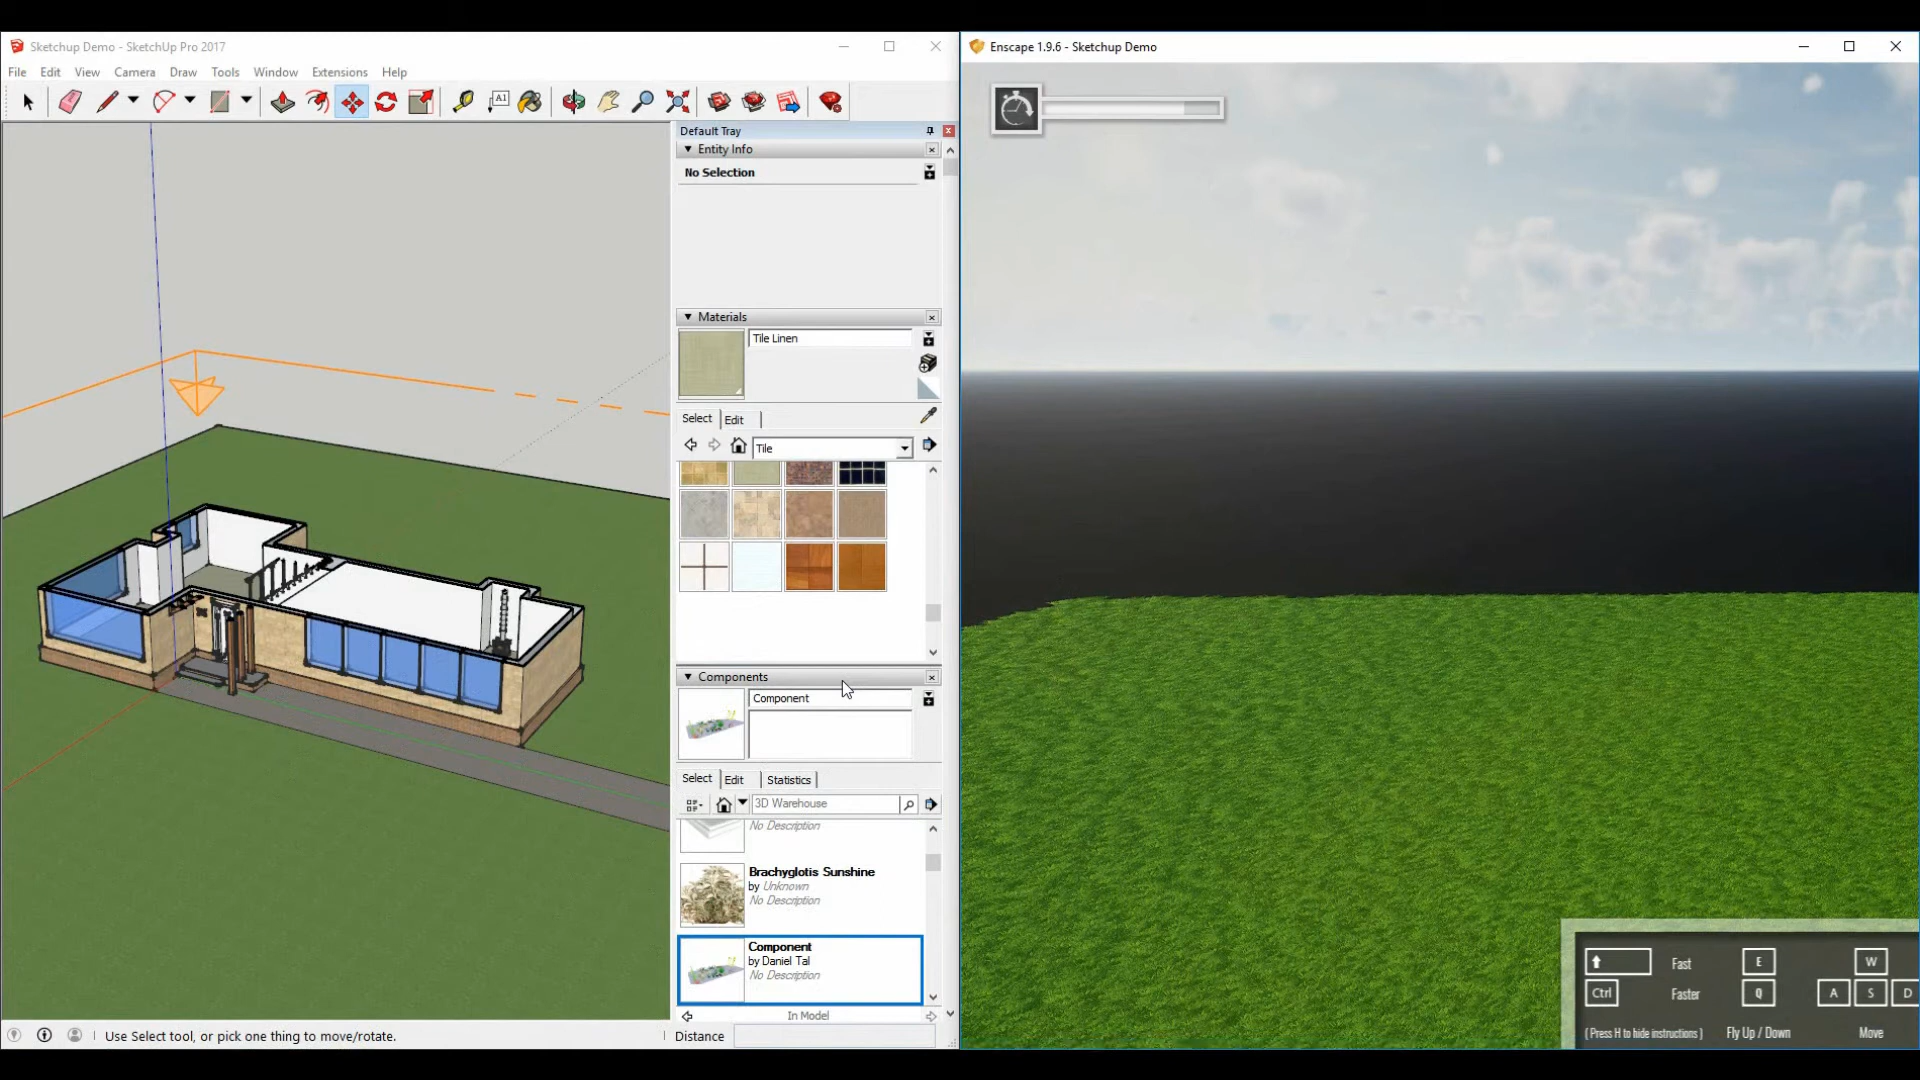 Sketchup Demo - SketchUp Pro 2017
File Edit View Camera Draw Tools Window Extensions Help
A1
Default Tray
Entity Info
No Selection
Materials
Tile Linen
Select Edit
Tile
Components
Component
Select Edit Statistics
3D Warehouse
No Description
Brachyglotis Sunshine
by Unknown
No Description
Component
by Daniel Tal
No Description
In Model
Use Select tool, or pick one thing to move/rotate.
Distance
Enscape 1.9.6 - Sketchup Demo
Fast E W
Ctrl Faster Q A S D
( Press H to hide instructions ) Fly Up / Down Move